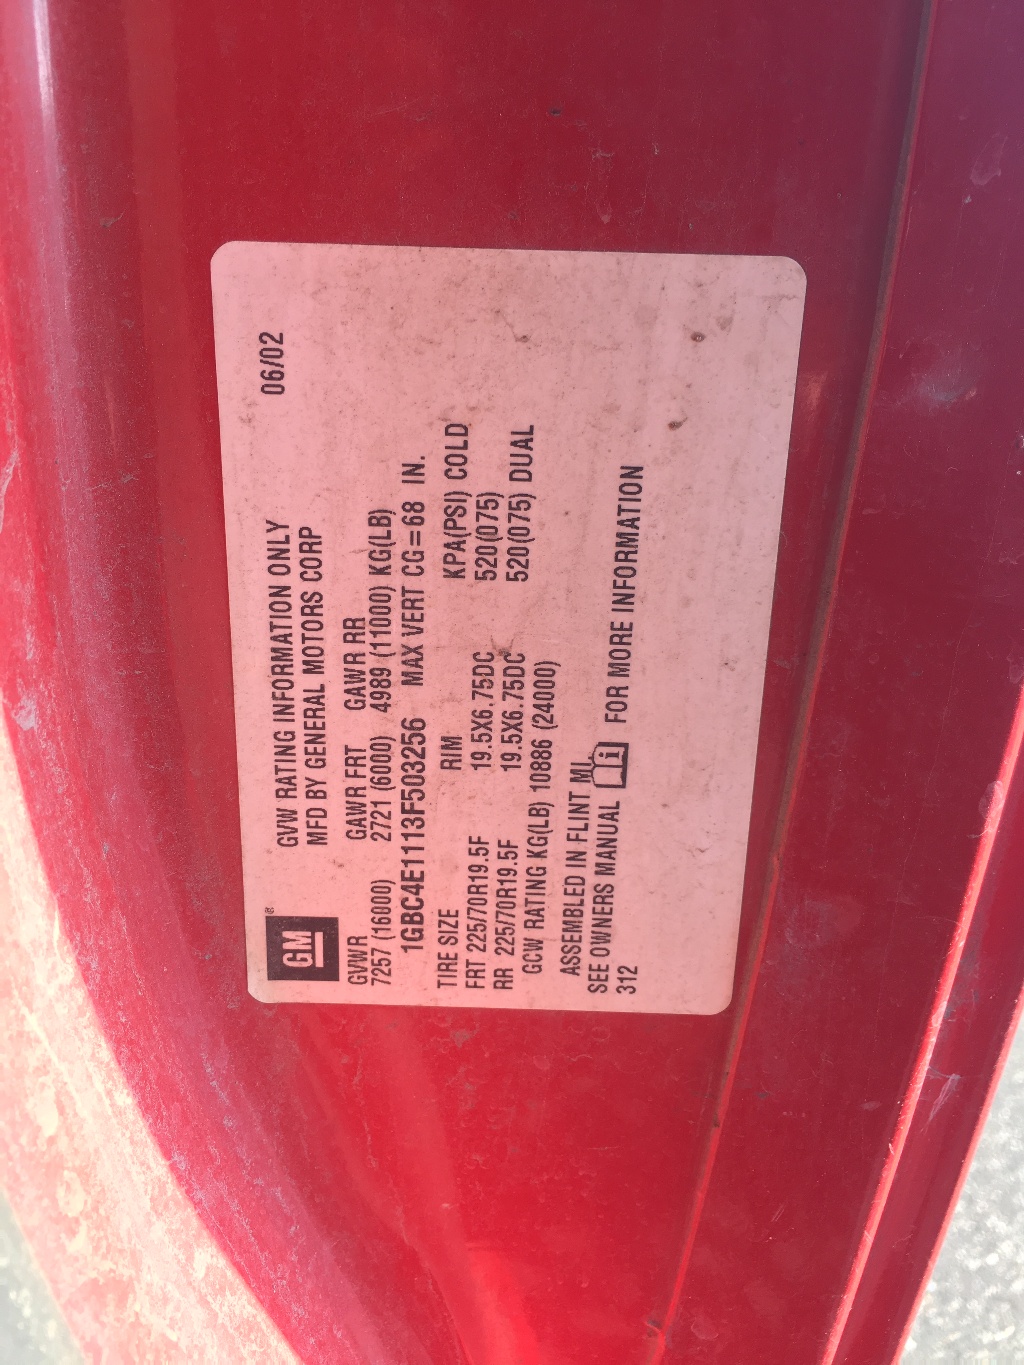 GM®
GVW RATING INFORMATION ONLY 06/02
MFD BY GENERAL MOTORS CORP
GVWR GAWR FRT GAWR RR
7257 (16000) 2721 (6000) 4989 (11000) KG(LB)
1GBC4E1113F503256 MAX VERT CG=68 IN.
TIRE SIZE RIM KPA(PSI) COLD
FRT 225/70R19.5F 19.5X6.75DC 520(075)
RR 225/70R19.5F 19.5X6.75DC 520(075) DUAL
GCW RATING KG(LB) 10886 (24000)
ASSEMBLED IN FLINT MI,
SEE OWNERS MANUAL i FOR MORE INFORMATION
312